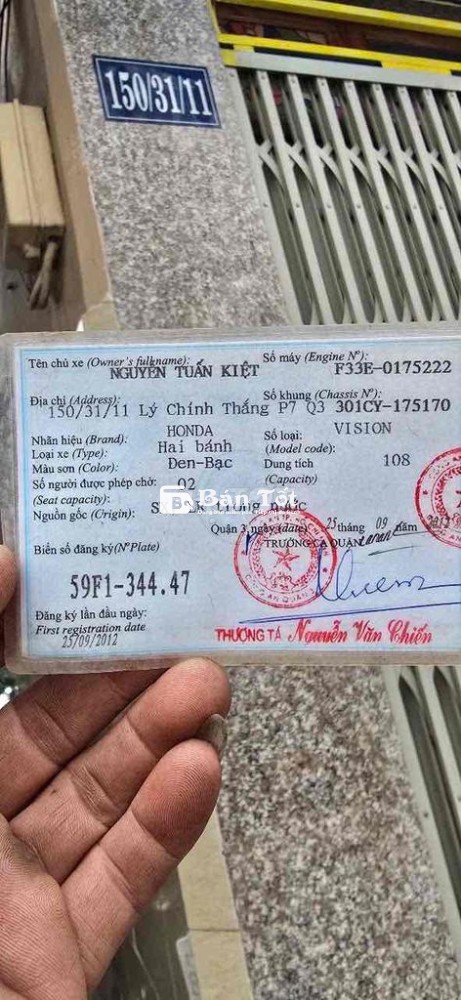 150/31/11
Tên chủ xe (Owner's fullname):
NGUYỄN TUẤN KIỆT
Số máy (Engine N°):
F33E-0175222
Địa chỉ (Address):
150/31/11 Lý Chính Thắng P7 Q3
Số khung (Chassis N°):
301CY-175170
Nhãn hiệu (Brand): HONDA
Số loại: VISION
(Model code):
Loại xe (Type): Hai bánh
Màu sơn (Color): Đen-Bạc
Dung tích 108
(Capacity)
Số người được phép chở: 02
(Seat capacity):
Nguồn gốc (Origin): trong nước
Bán Tốt
Quận 3, ngày (date) 25 tháng 09 năm
TRƯỞNG CA QUẬN
Biển số đăng ký(N°Plate)
59F1-344.47
Đăng ký lần đầu ngày:
First registration date
25/09/2012
THƯỢNG TÁ Nguyễn Văn Chiến